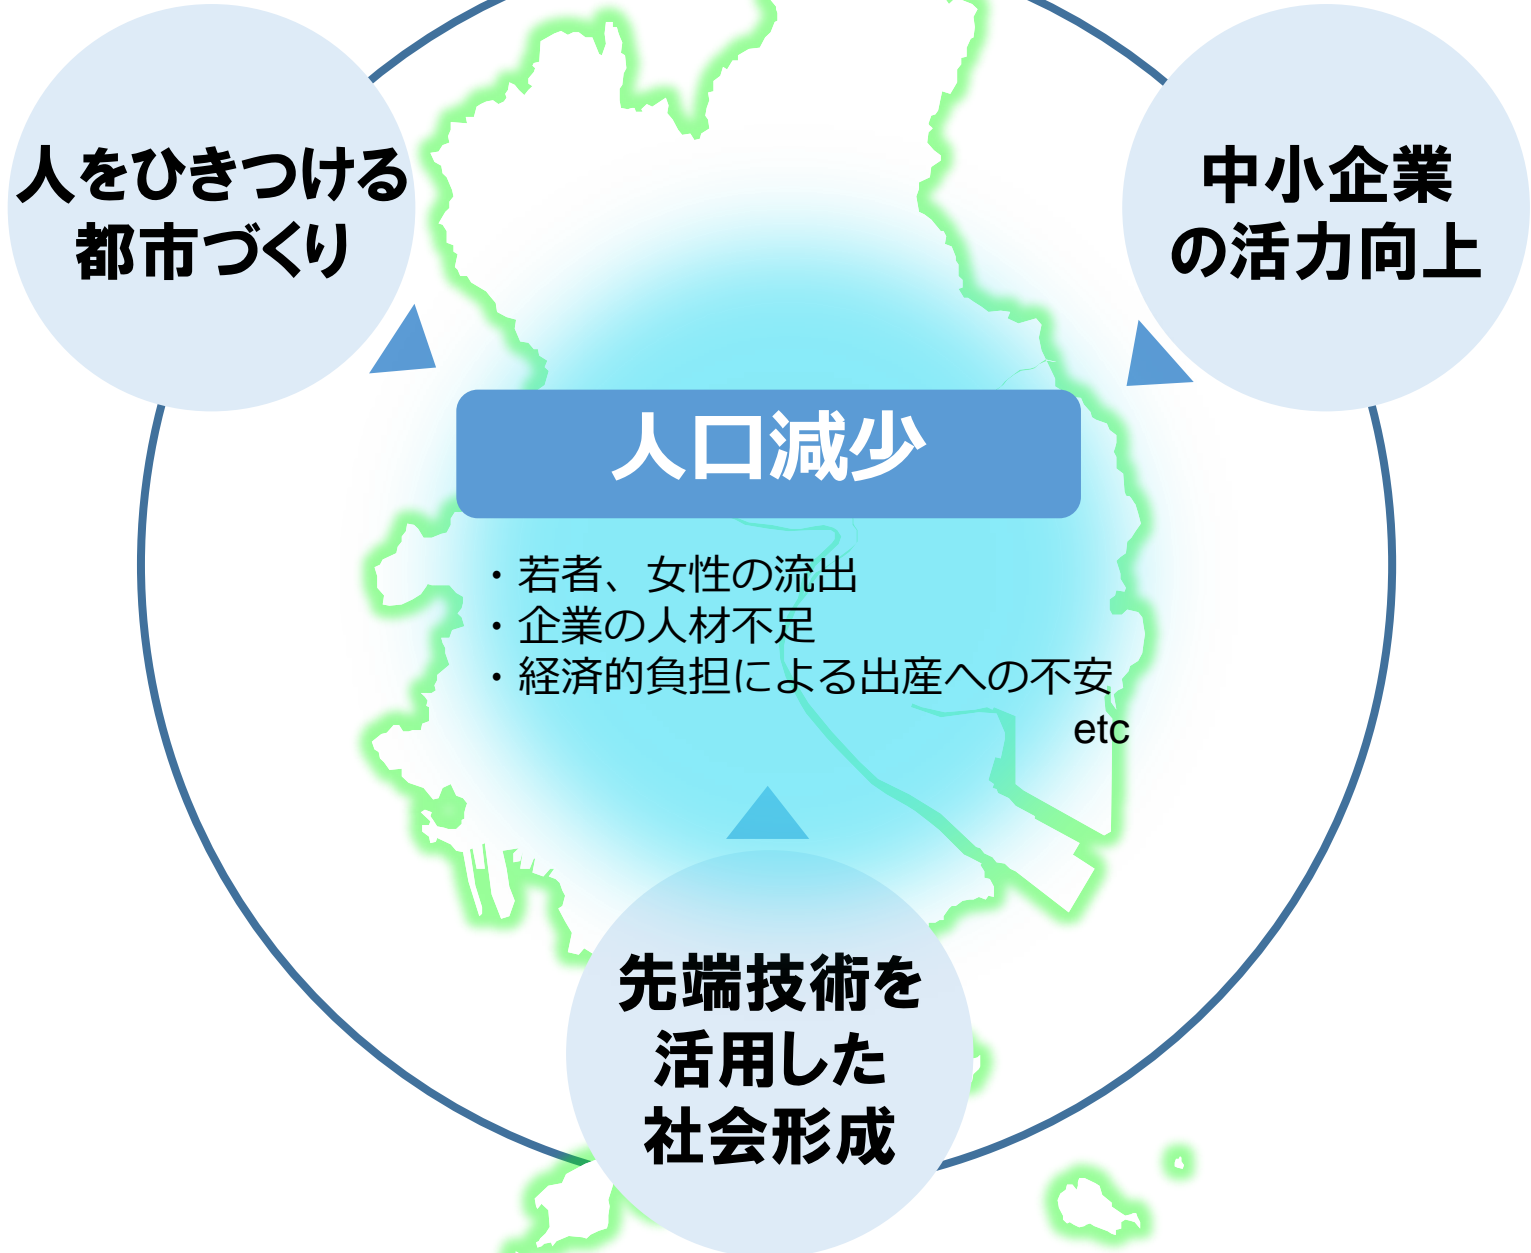 人をひきつける
都市づくり
中小企業
の活力向上
人口減少
・若者、女性の流出
・企業の人材不足
・経済的負担による出産への不安
etc
先端技術を
活用した
社会形成